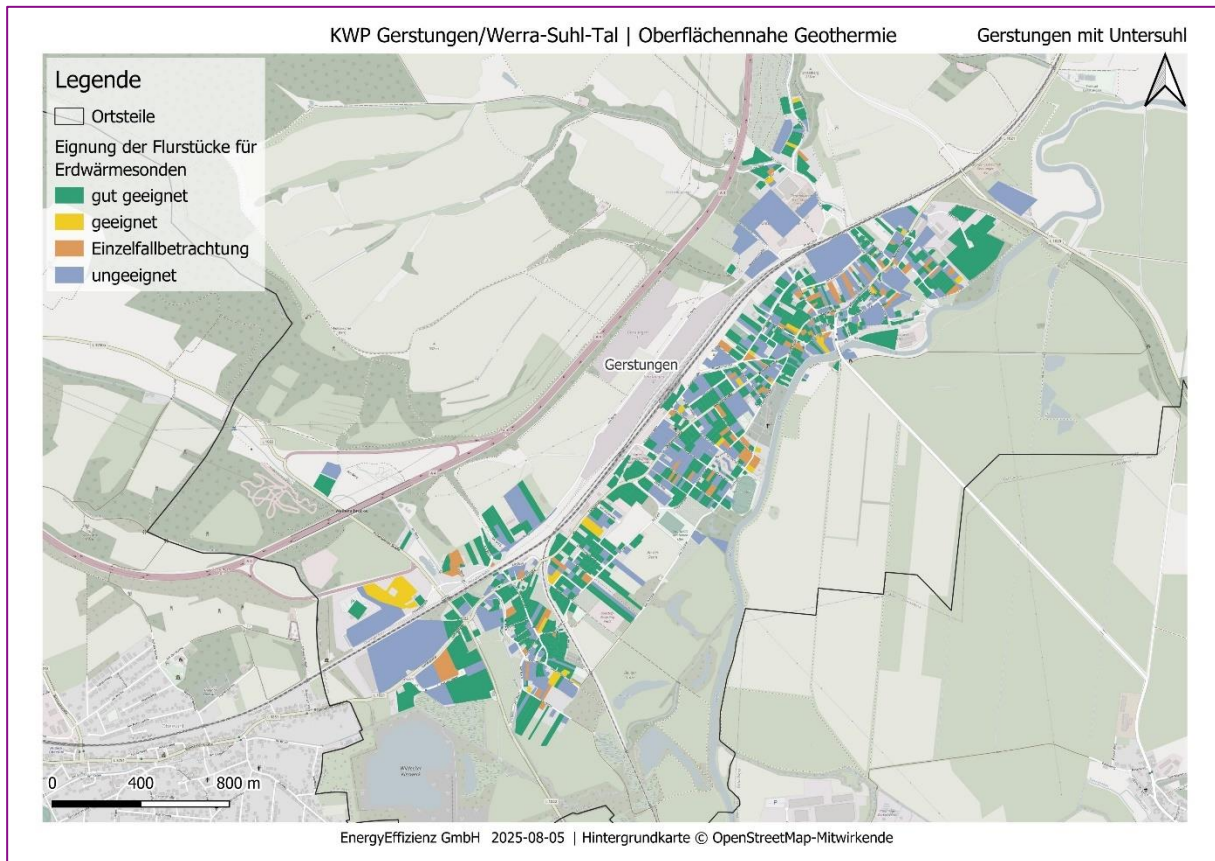 KWP Gerstungen/Werra-Suhl-Tal | Oberflächennahe Geothermie
Gerstungen mit Untersuhl
Legende
Ortsteile
Eignung der Flurstücke für
Erdwärmesonden
gut geeignet
geeignet
Einzelfallbetrachtung
ungeeignet
Gerstungen
0 400 800 m
EnergyEffizienz GmbH 2025-08-05 | Hintergrundkarte © OpenStreetMap-Mitwirkende